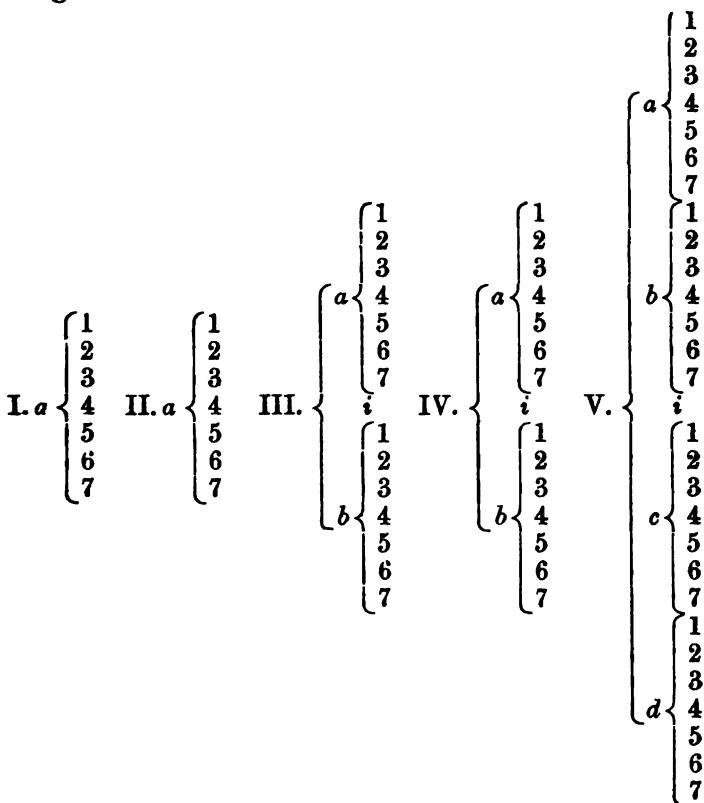 1
2
3
a 4
5
6
7
1 1 1
2 2 2
3 3 3
a 4 a 4 b 4
1 1 5 5 5
2 2 6 6 6
3 3 7 7 7
I. a 4 II. a 4 III. i IV. i V. i
5 5 1 1 1
6 6 2 2 2
7 7 3 3 3
b 4 b 4 c 4
5 5 5
6 6 6
7 7 7
1
2
3
d 4
5
6
7